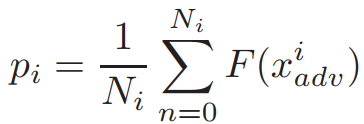 p_i = \frac{1}{N_i} \sum_{n=0}^{N_i} F(x_{adv}^i)